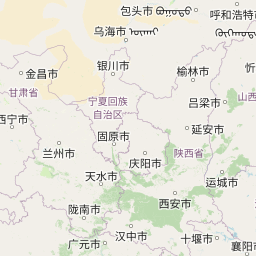 包头市 ᠪᠤᠭᠤᠲᠤ
呼和浩特市
乌海市
银川市
榆林市
忻
金昌市
甘肃省
宁夏回族
自治区
吕梁市
山西
西宁市
固原市
延安市
兰州市
庆阳市
陕西省
天水市
运城市
陇南市
西安市
广元市
汉中市
十堰市
襄阳市